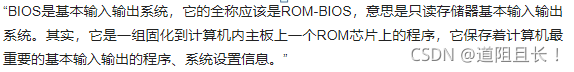 “BIOS是基本输入输出系统，它的全称应该是ROM-BIOS，意思是只读存储器基本输入输出
系统。其实，它是一组固化到计算机内主板上一个ROM芯片上的程序，它保存着计算机最
重要的基本输入输出的程序、系统设置信息。”
CSDN @道阻且长！